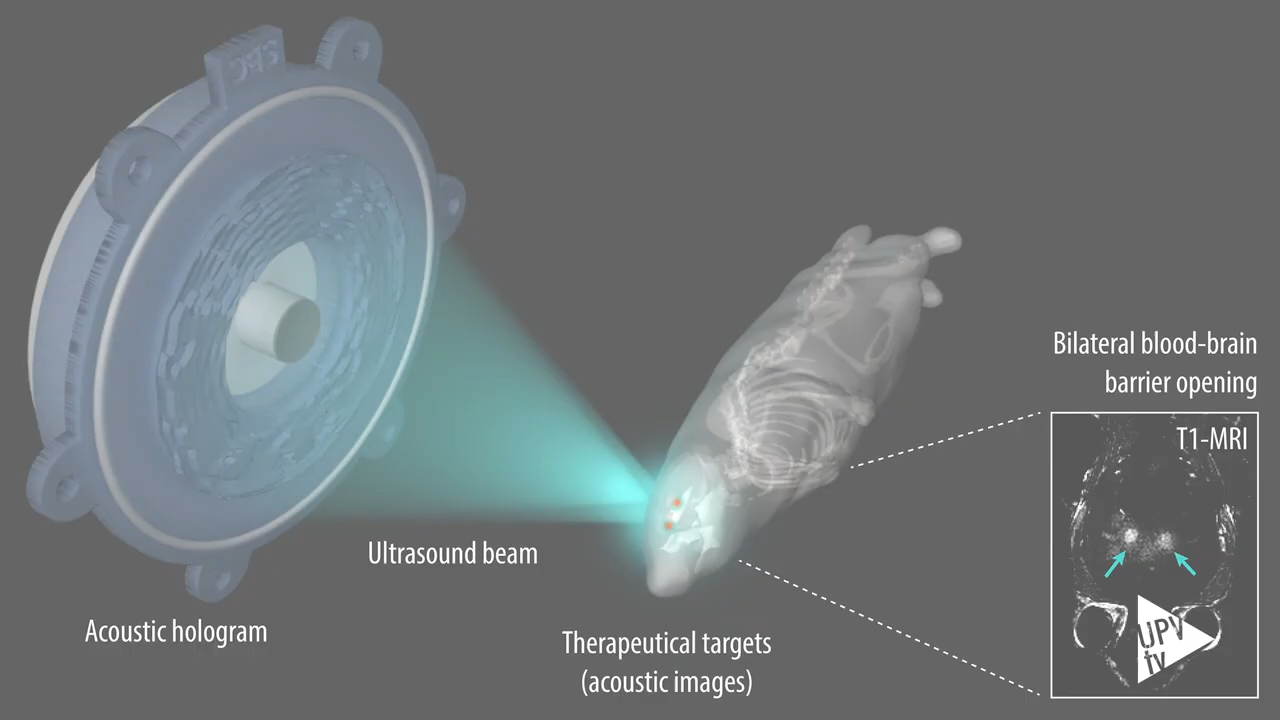 Acoustic hologram
Ultrasound beam
Therapeutical targets
(acoustic images)
Bilateral blood-brain
barrier opening
T1-MRI
UPV
tv